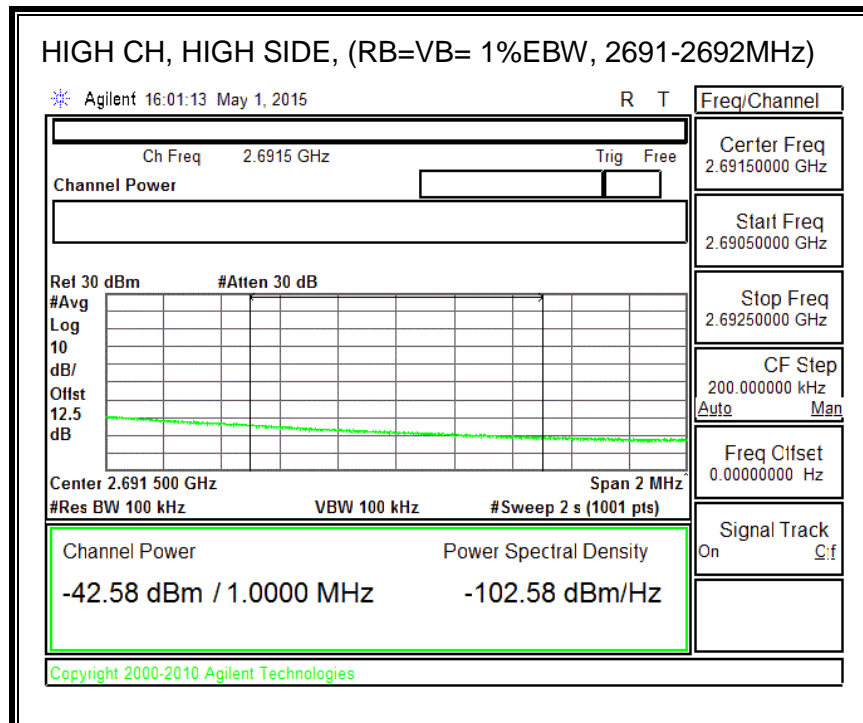 HIGH CH, HIGH SIDE, (RB=VB= 1%EBW, 2691-2692MHz)
Agilent 16:01:13 May 1, 2015 R T
Ch Freq 2.6915 GHz Trig Free
Channel Power
Ref 30 dBm #Atten 30 dB
#Avg
Log
10
dB/
Offst
12.5
dB
Center 2.691 500 GHz Span 2 MHz
#Res BW 100 kHz VBW 100 kHz #Sweep 2 s (1001 pts)
Channel Power Power Spectral Density
-42.58 dBm / 1.0000 MHz -102.58 dBm/Hz
Copyright 2000-2010 Agilent Technologies
Freq/Channel
Center Freq
2.69150000 GHz
Start Freq
2.69050000 GHz
Stop Freq
2.69250000 GHz
CF Step
200.000000 kHz
Auto Man
Freq Offset
0.00000000 Hz
Signal Track
On Off